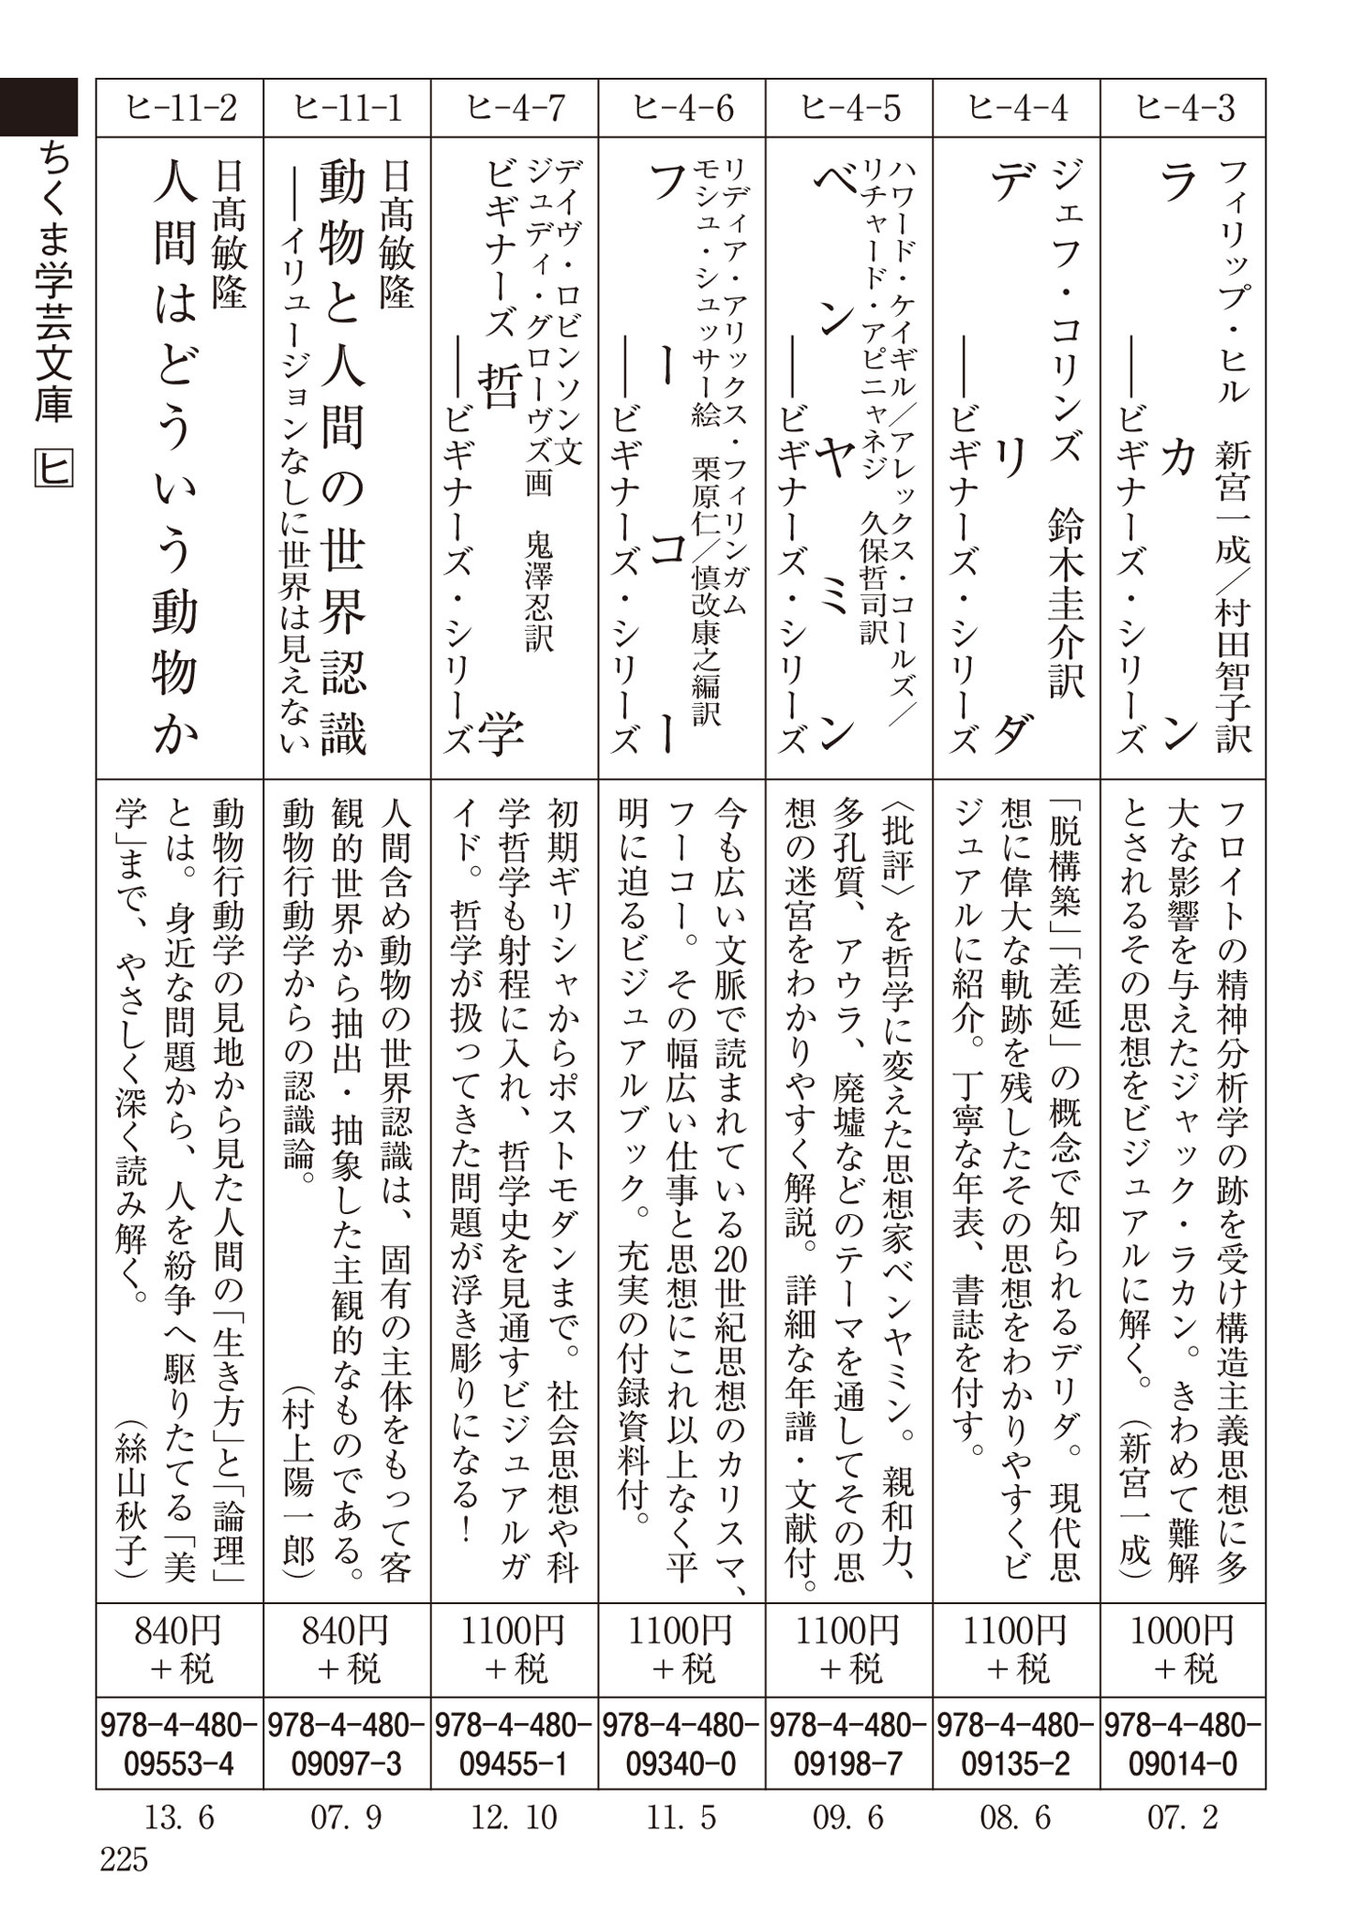 ちくま学芸文庫 ヒ
ヒ-4-3
フィリップ・ヒル 新宮一成／村田智子訳
ラカン
――ビギナーズ・シリーズ
フロイトの精神分析学の跡を受け構造主義思想に多
大な影響を与えたジャック・ラカン。きわめて難解
とされるその思想をビジュアルに解く。（新宮一成）
1000円
＋税
978-4-480-
09014-0
07. 2
ヒ-4-4
ジェフ・コリンズ 鈴木圭介訳
デリダ
――ビギナーズ・シリーズ
「脱構築」「差延」の概念で知られるデリダ。現代思
想に偉大な軌跡を残したその思想をわかりやすくビ
ジュアルに紹介。丁寧な年表、書誌を付す。
1100円
＋税
978-4-480-
09135-2
08. 6
ヒ-4-5
ハワード・ケイギル／アレックス・コールズ／
リチャード・アピニャネジ 久保哲司訳
ベンヤミン
――ビギナーズ・シリーズ
〈批評〉を哲学に変えた思想家ベンヤミン。親和力、
多孔質、アウラ、廃墟などのテーマを通してその思
想の迷宮をわかりやすく解説。詳細な年譜・文献付。
1100円
＋税
978-4-480-
09198-7
09. 6
ヒ-4-6
リディア・アリックス・フィリンガム
モシュ・シュッサー絵 栗原仁／慎改康之編訳
フーコー
――ビギナーズ・シリーズ
今も広い文脈で読まれている20世紀思想のカリスマ、
フーコー。その幅広い仕事と思想にこれ以上なく平
明に迫るビジュアルブック。充実の付録資料付。
1100円
＋税
978-4-480-
09340-0
11. 5
ヒ-4-7
デイヴ・ロビンソン文
ジュディ・グローヴズ画 鬼澤忍訳
ビギナーズ 哲学
――ビギナーズ・シリーズ
初期ギリシャからポストモダンまで。社会思想や科
学哲学も射程に入れ、哲学史を見通すビジュアルガ
イド。哲学が扱ってきた問題が浮き彫りになる！
1100円
＋税
978-4-480-
09455-1
12. 10
ヒ-11-1
日髙敏隆
動物と人間の世界認識
――イリュージョンなしに世界は見えない
人間含め動物の世界認識は、固有の主体をもって客
観的世界から抽出・抽象した主観的なものである。
動物行動学からの認識論。（村上陽一郎）
840円
＋税
978-4-480-
09097-3
07. 9
ヒ-11-2
日髙敏隆
人間はどういう動物か
動物行動学の見地から見た人間の「生き方」と「論理」
とは。身近な問題から、人を紛争へ駆りたてる「美
学」まで、やさしく深く読み解く。（絲山秋子）
840円
＋税
978-4-480-
09553-4
13. 6
225